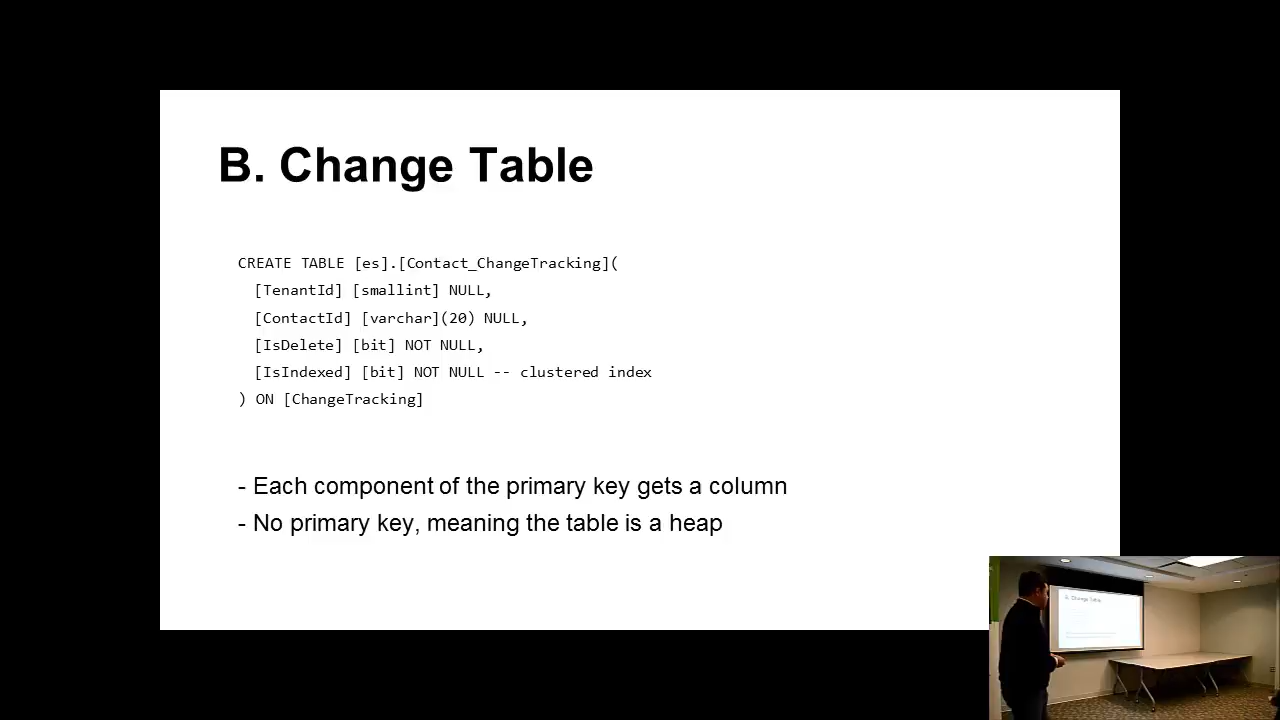 B. Change Table
CREATE TABLE [es].[Contact_ChangeTracking](
[TenantId] [smallint] NULL,
[ContactId] [varchar](20) NULL,
[IsDelete] [bit] NOT NULL,
[IsIndexed] [bit] NOT NULL -- clustered index
) ON [ChangeTracking]
- Each component of the primary key gets a column
- No primary key, meaning the table is a heap
B. Change Table